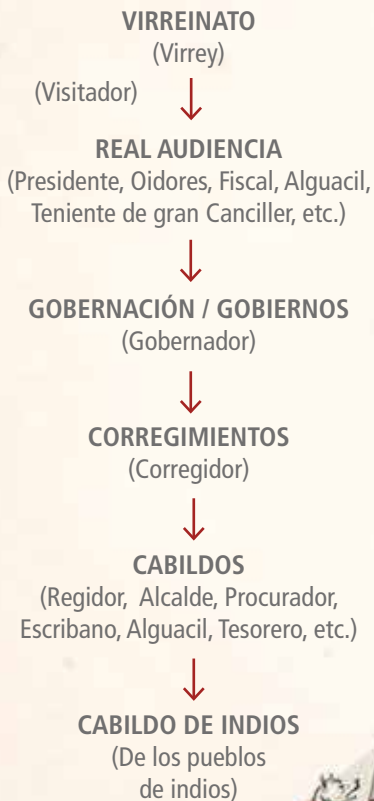 VIRREINATO
(Virrey)
(Visitador)
REAL AUDIENCIA
(Presidente, Oidores, Fiscal, Alguacil,
Teniente de gran Canciller, etc.)
GOBERNACIÓN / GOBIERNOS
(Gobernador)
CORREGIMIENTOS
(Corregidor)
CABILDOS
(Regidor, Alcalde, Procurador,
Escribano, Alguacil, Tesorero, etc.)
CABILDO DE INDIOS
(De los pueblos
de indios)